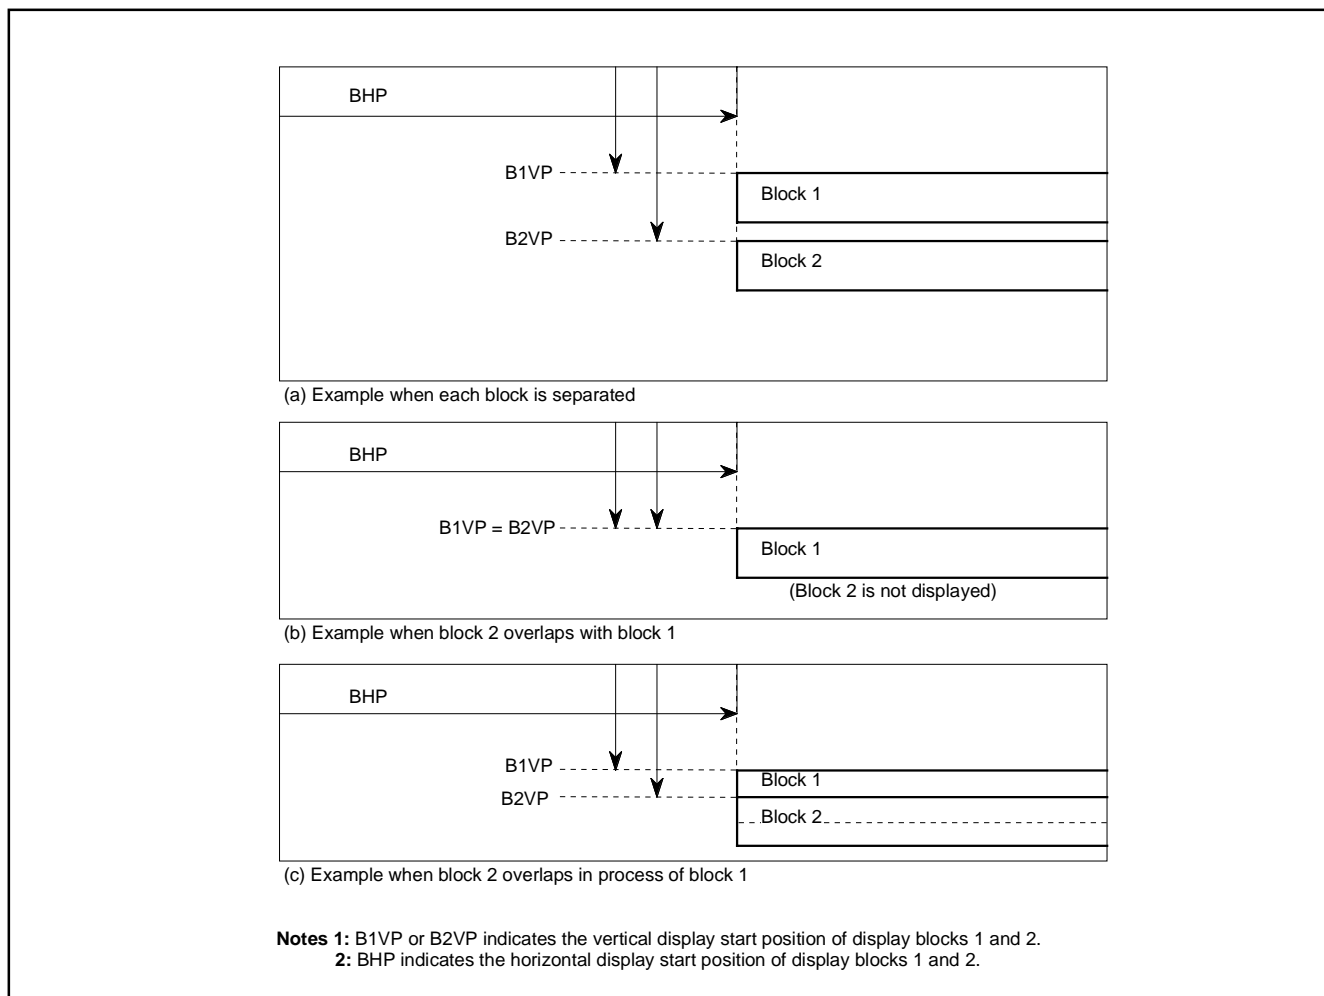 BHP
B1VP
Block 1
B2VP
Block 2
(a) Example when each block is separated
BHP
B1VP = B2VP
Block 1
(Block 2 is not displayed)
(b) Example when block 2 overlaps with block 1
BHP
B1VP
Block 1
B2VP
Block 2
(c) Example when block 2 overlaps in process of block 1
Notes 1: B1VP or B2VP indicates the vertical display start position of display blocks 1 and 2.
2: BHP indicates the horizontal display start position of display blocks 1 and 2.